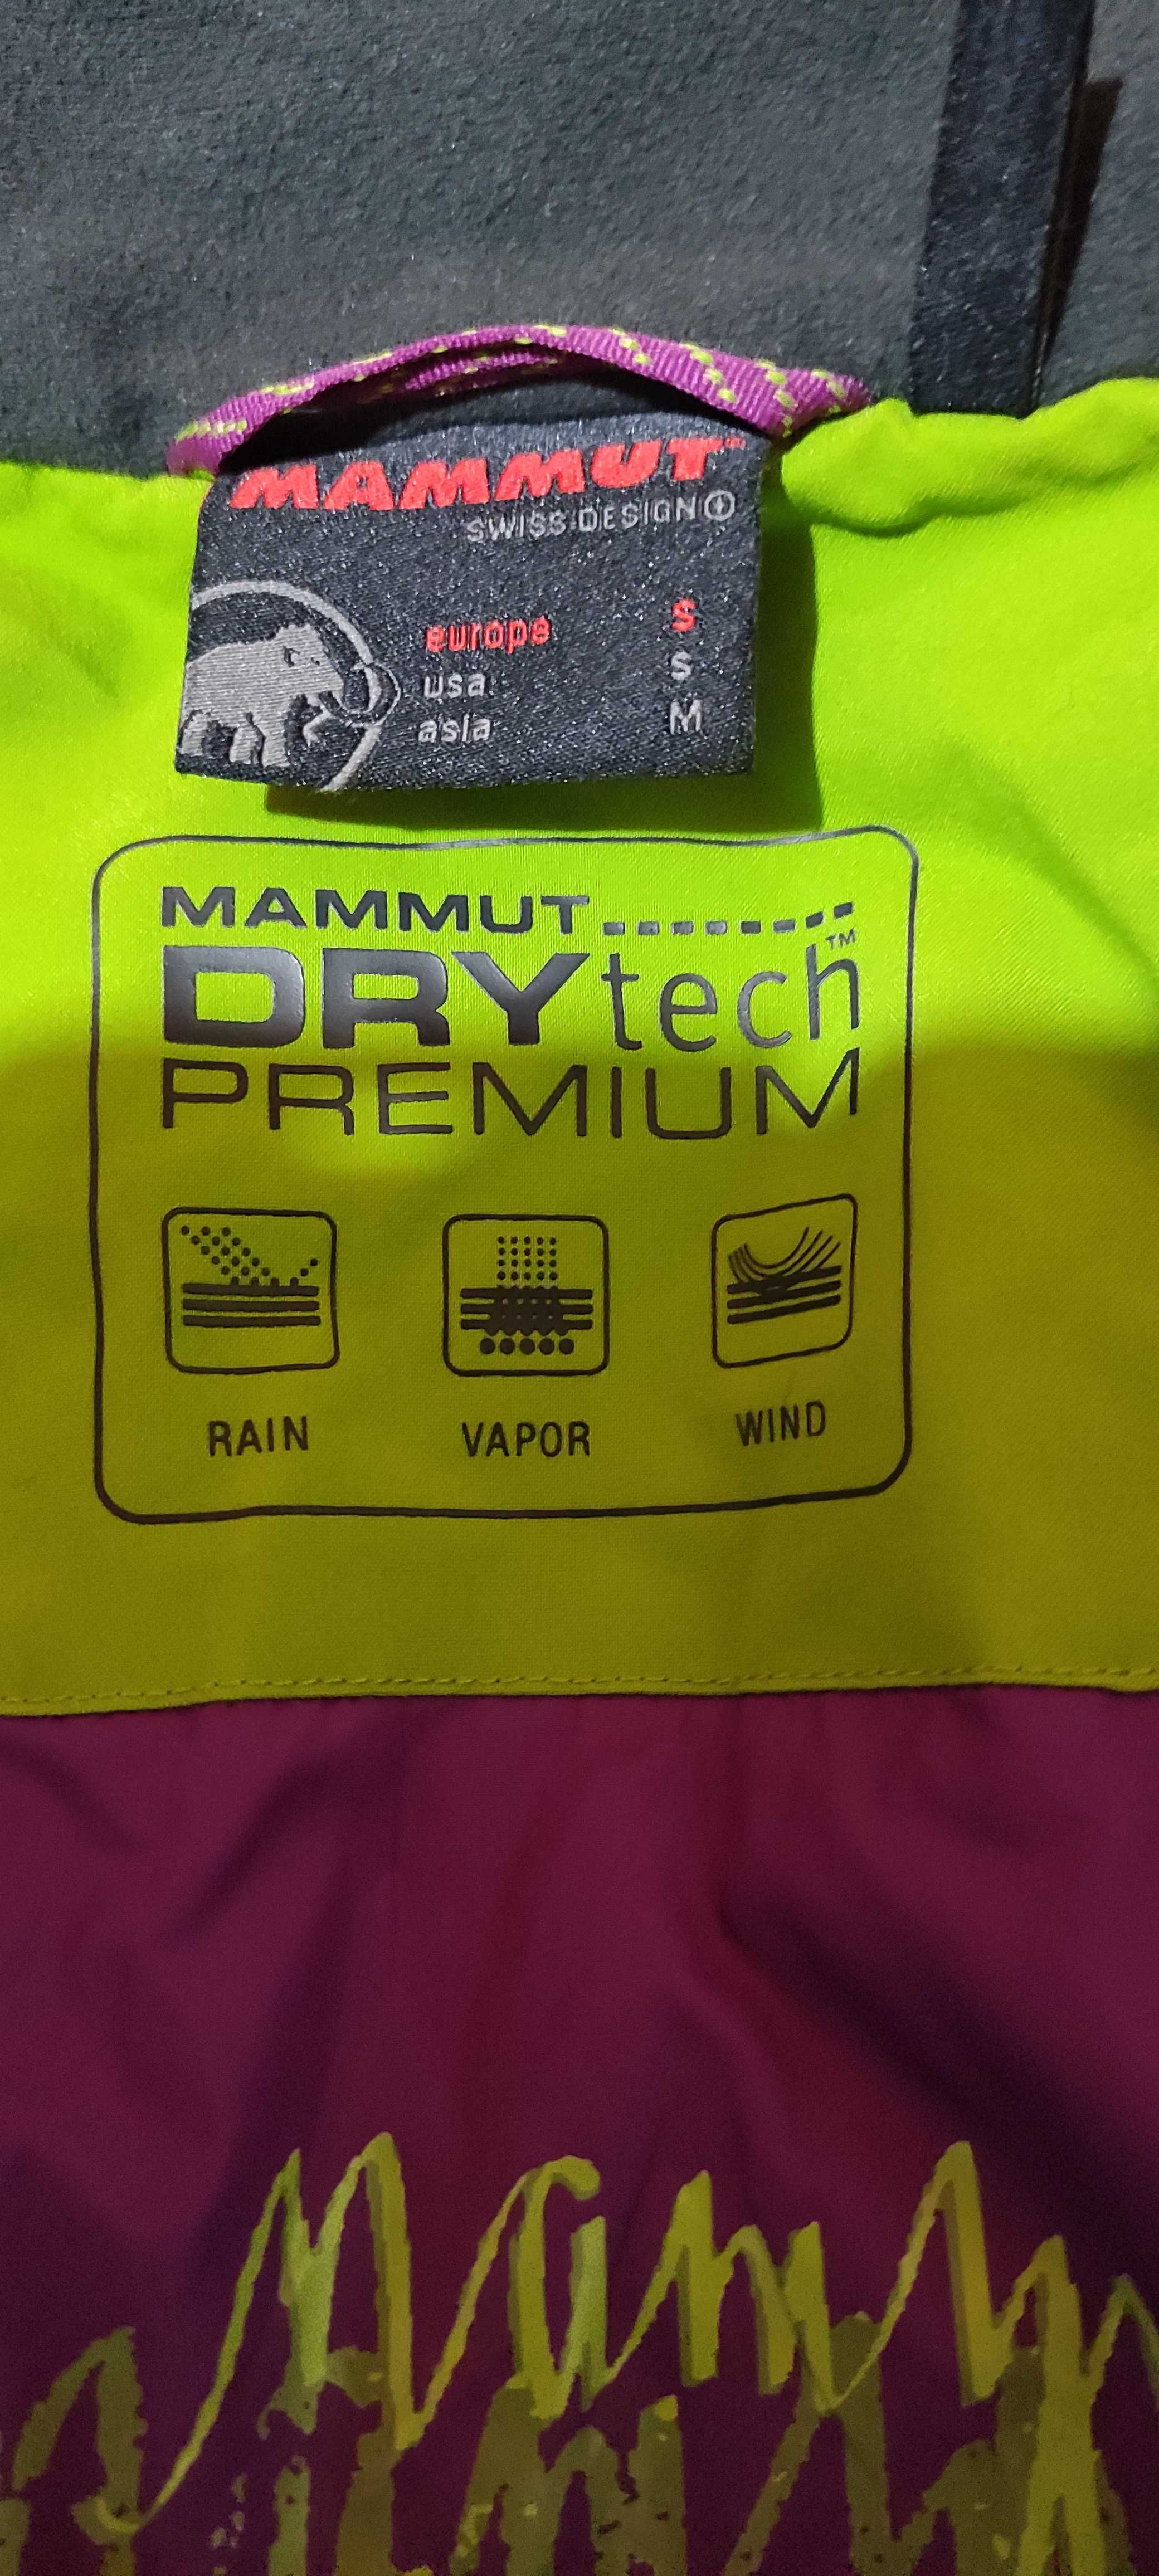 MAMMUT
SWISS DESIGN
europe S
usa S
asia M
MAMMUT
DRYtech™
PREMIUM
RAIN VAPOR WIND